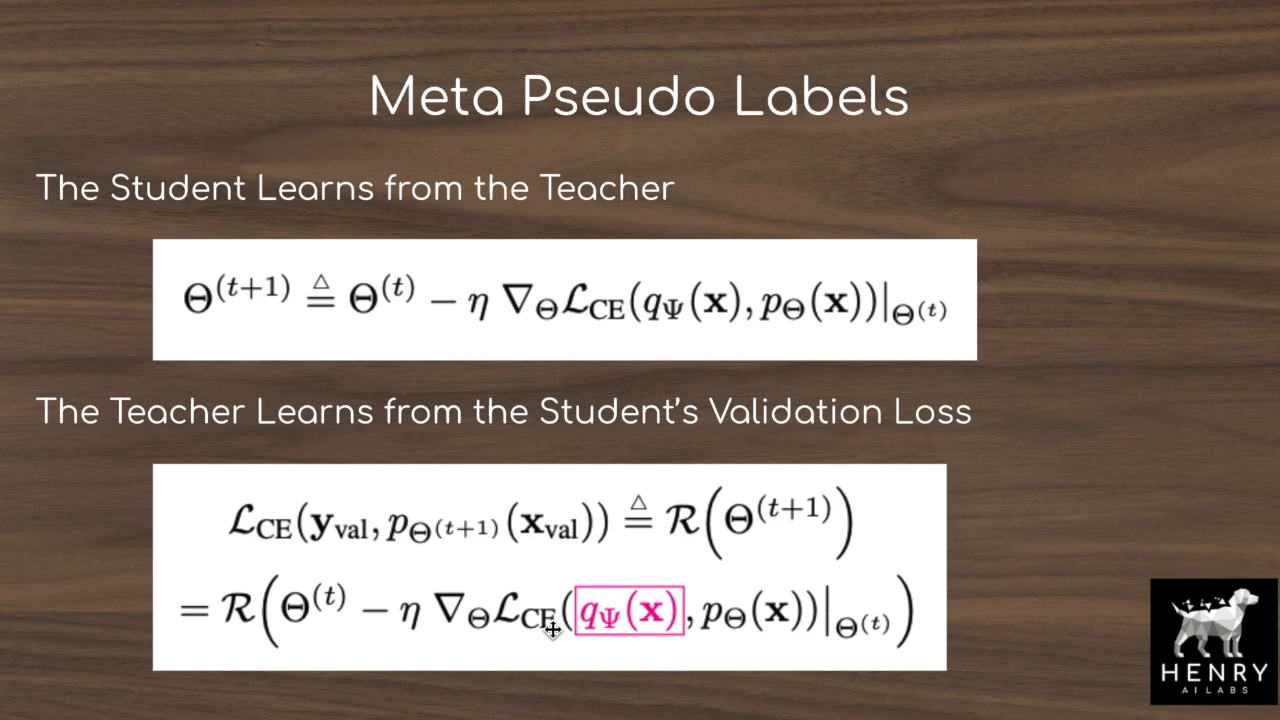 Meta Pseudo Labels
The Student Learns from the Teacher
Θ^(t+1) ≜ Θ^(t) − η ∇_Θ ℒ_CE(q_Ψ(𝐱), p_Θ(𝐱))|_Θ^(t)
The Teacher Learns from the Student’s Validation Loss
ℒ_CE(𝐲_val, p_Θ^(t+1)(𝐱_val)) ≜ ℛ(Θ^(t+1))
= ℛ(Θ^(t) − η ∇_Θ ℒ_CE(q_Ψ(𝐱), p_Θ(𝐱))|_Θ^(t))
HENRY
AI LABS